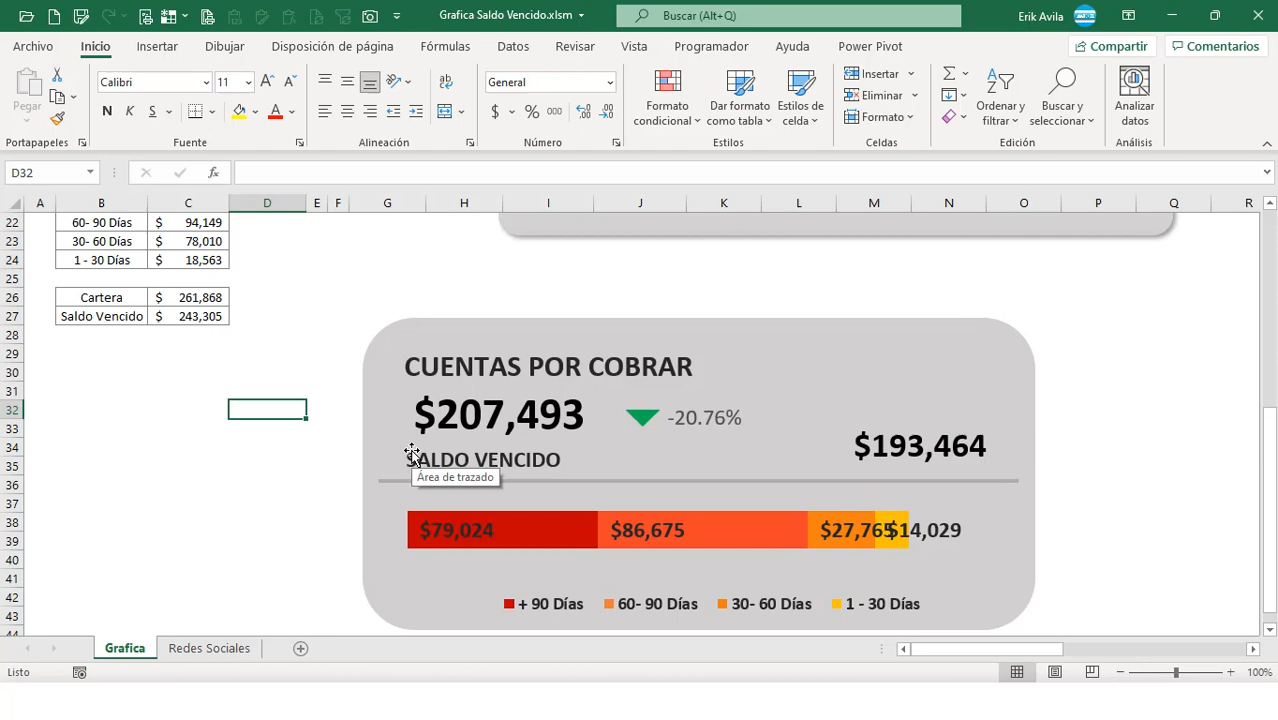 Grafica Saldo Vencido.xlsm
Buscar (Alt+Q)
Erik Avila
Archivo Inicio Insertar Dibujar Disposición de página Fórmulas Datos Revisar Vista Programador Ayuda Power Pivot Compartir Comentarios
Pegar
Portapapeles
Calibri 11
N K S
Fuente
ab
Alineación
General
$ % 000
Número
Formato condicional
Dar formato como tabla
Estilos de celda
Estilos
Insertar
Eliminar
Formato
Celdas
Ordenar y filtrar
Buscar y seleccionar
Edición
Analizar datos
Análisis
D32
fx
A B C D E F G H I J K L M N O P Q R
22 60- 90 Días $ 94,149
23 30- 60 Días $ 78,010
24 1 - 30 Días $ 18,563
25
26 Cartera $ 261,868
27 Saldo Vencido $ 243,305
28
29
30
31
32
33
34
35
36
37
38
39
40
41
42
43
44
CUENTAS POR COBRAR
$207,493 -20.76%
$193,464
SALDO VENCIDO
Área de trazado
$79,024 $86,675 $27,765 $14,029
+ 90 Días 60- 90 Días 30- 60 Días 1 - 30 Días
Grafica Redes Sociales
Listo
100%